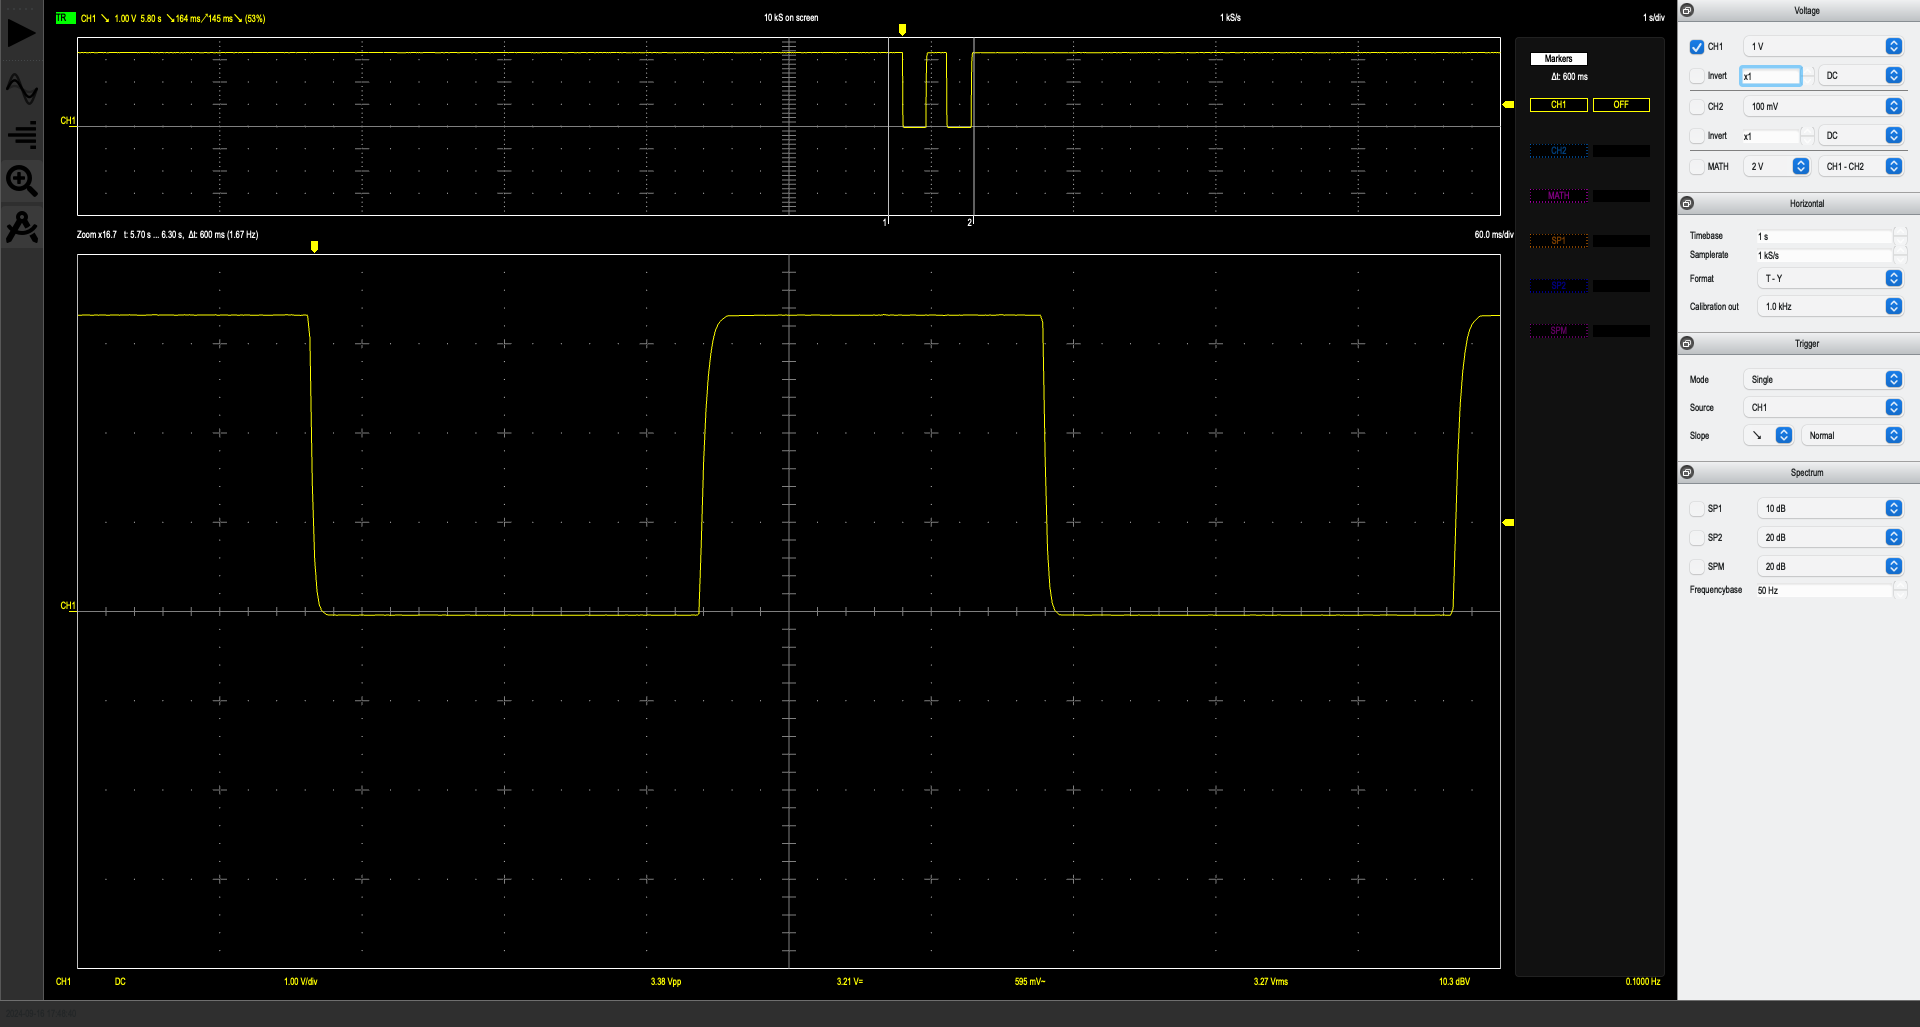 TR CH1 ↘ 1.00 V 5.80 s ↘164 ms↗145 ms↘ (53%)
10 kS on screen
1 kS/s
1 s/div
CH1
1
2
Zoom x16.7 t: 5.70 s ... 6.30 s, Δt: 600 ms (1.67 Hz)
60.0 ms/div
CH1
CH1 DC 1.00 V/div 3.38 Vpp 3.21 V= 595 mV~ 3.27 Vrms 10.3 dBV 0.1000 Hz
Markers
Δt: 600 ms
CH1 OFF
CH2
MATH
SP1
SP2
SPM
Voltage
CH1 1 V
Invert x1 DC
CH2 100 mV
Invert x1 DC
MATH 2 V CH1 - CH2
Horizontal
Timebase 1 s
Samplerate 1 kS/s
Format T - Y
Calibration out 1.0 kHz
Trigger
Mode Single
Source CH1
Slope ↘ Normal
Spectrum
SP1 10 dB
SP2 20 dB
SPM 20 dB
Frequencybase 50 Hz